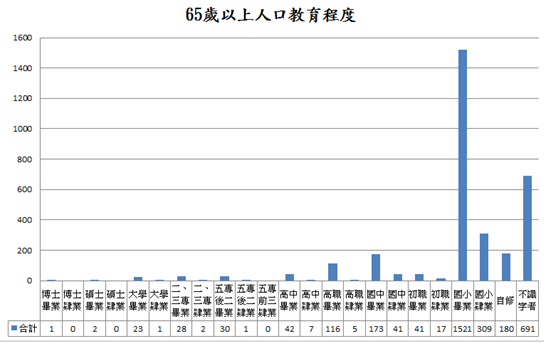 65歲以上人口教育程度
1600
1400
1200
1000
800
600
400
200
0
博士畢業
博士肄業
碩士畢業
碩士肄業
大學畢業
大學肄業
二、三專畢業
二、三專肄業
五專後二畢業
五專後二肄業
五專前三肄業
高中畢業
高中肄業
高職畢業
高職肄業
國中畢業
國中肄業
初職畢業
初職肄業
國小畢業
國小肄業
自修
不識字者
合計 1 0 2 0 23 1 28 2 30 1 0 42 7 116 5 173 41 41 17 1521 309 180 691